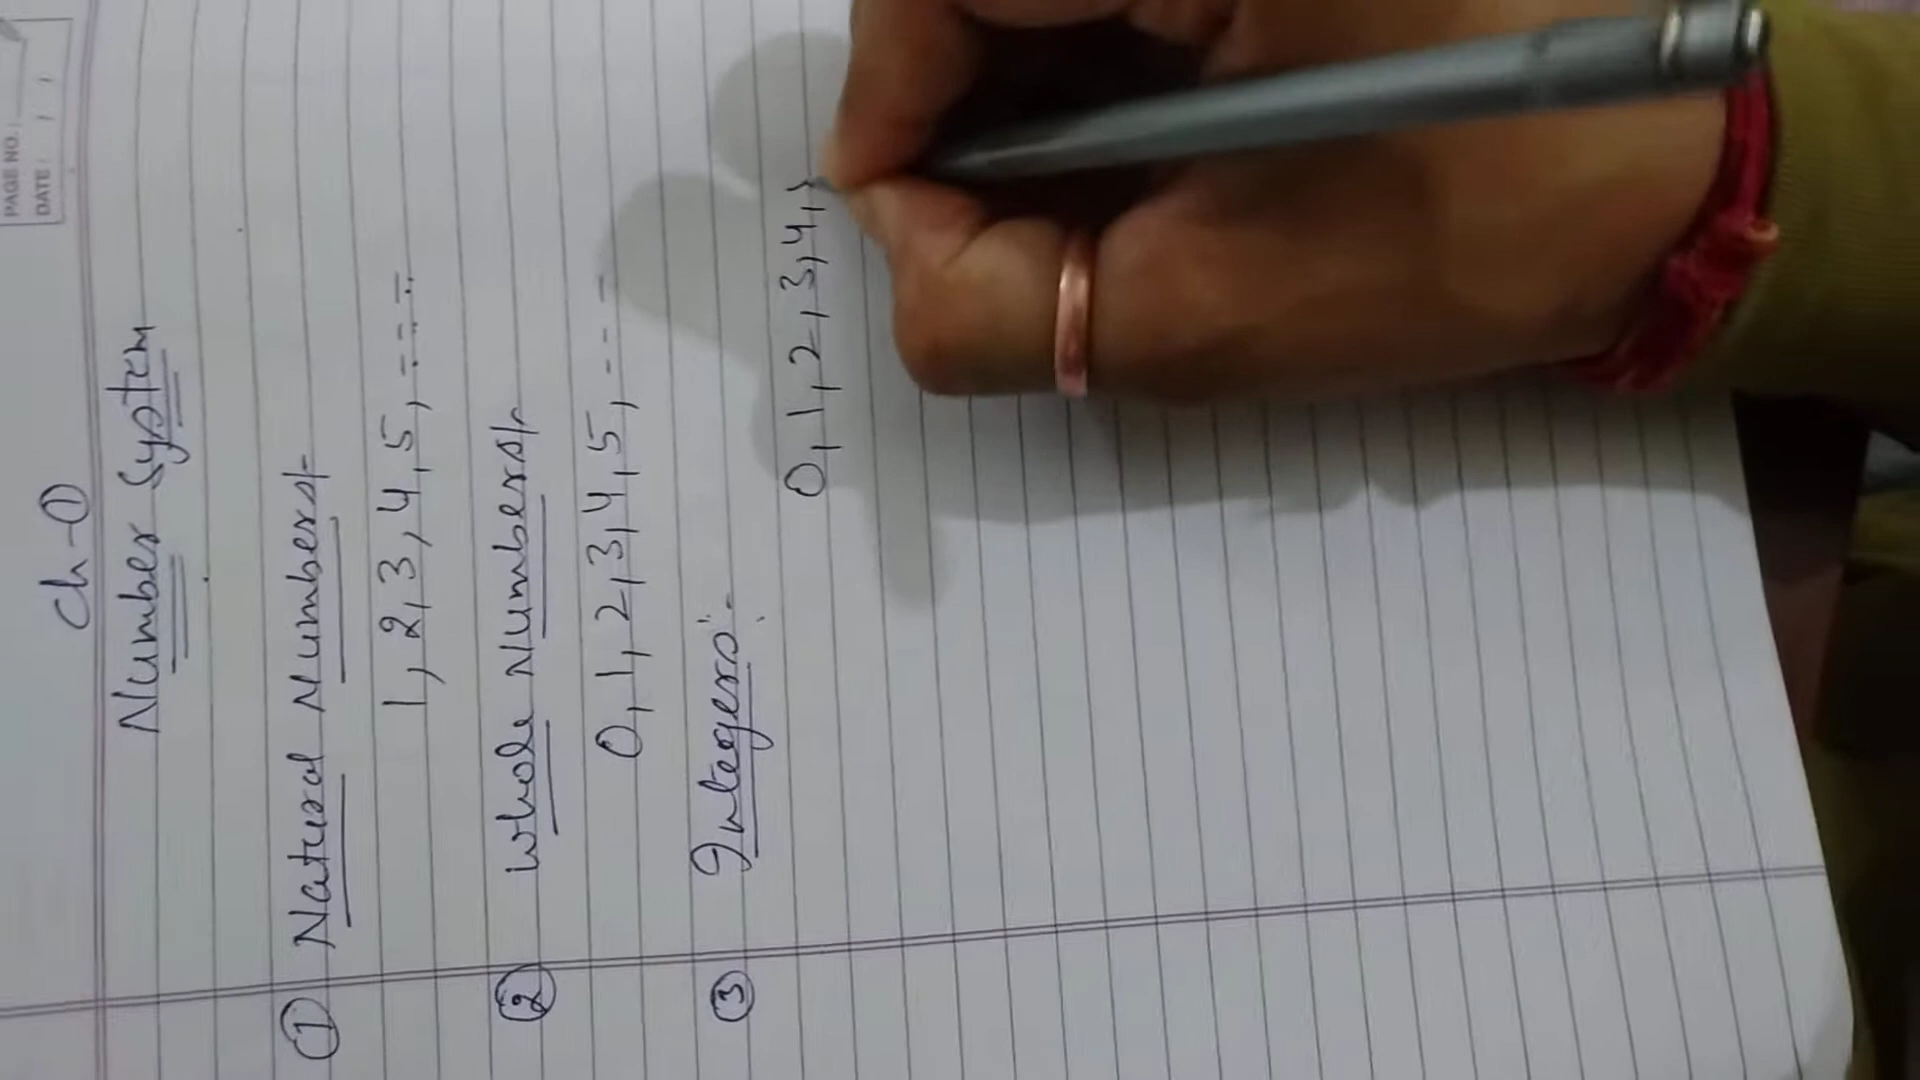 PAGE NO.:
DATE: / /
Ch-①
Number System
① Natural Numbers:-
1, 2, 3, 4, 5, ----
② Whole Numbers:-
0, 1, 2, 3, 4, 5, ---
③ Integers:-
0, 1, 2, 3, 4,